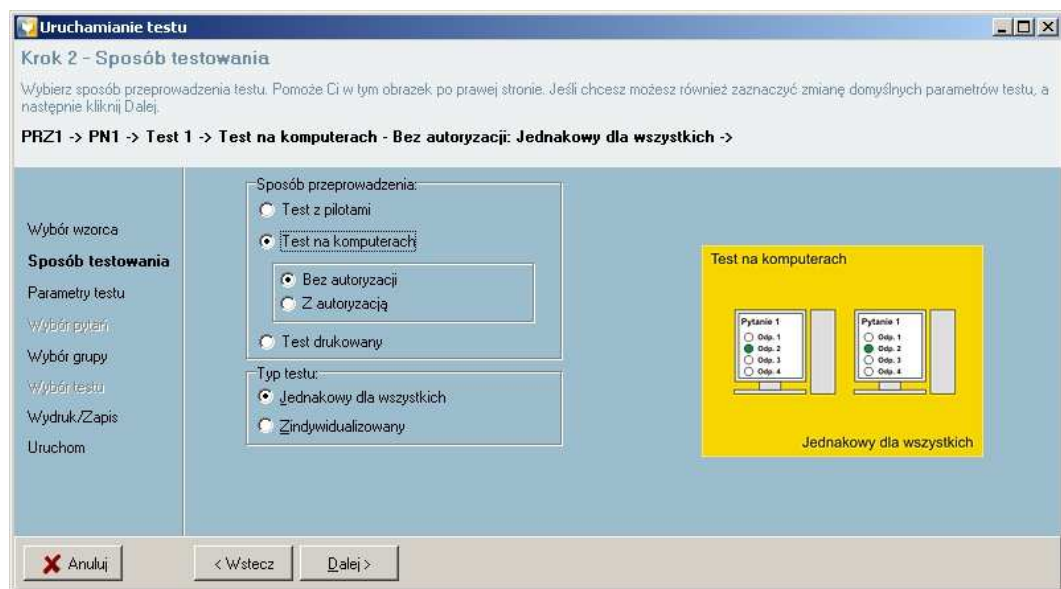 Uruchamianie testu
Krok 2 - Sposób testowania
Wybierz sposób przeprowadzenia testu. Pomoże Ci w tym obrazek po prawej stronie. Jeśli chcesz możesz również zaznaczyć zmianę domyślnych parametrów testu, a
następnie kliknij Dalej.
PRZ1 -> PN1 -> Test 1 -> Test na komputerach - Bez autoryzacji: Jednakowy dla wszystkich ->
Wybór wzorca
Sposób testowania
Parametry testu
Wybór pytań
Wybór grupy
Wybór testu
Wydruk/Zapis
Uruchom
Sposób przeprowadzenia:
Test z pilotami
Test na komputerach
Bez autoryzacji
Z autoryzacją
Test drukowany
Typ testu:
Jednakowy dla wszystkich
Zindywidualizowany
Test na komputerach
Pytanie 1
Odp. 1
Odp. 2
Odp. 3
Odp. 4
Pytanie 1
Odp. 1
Odp. 2
Odp. 3
Odp. 4
Jednakowy dla wszystkich
Anuluj
< Wstecz
Dalej >